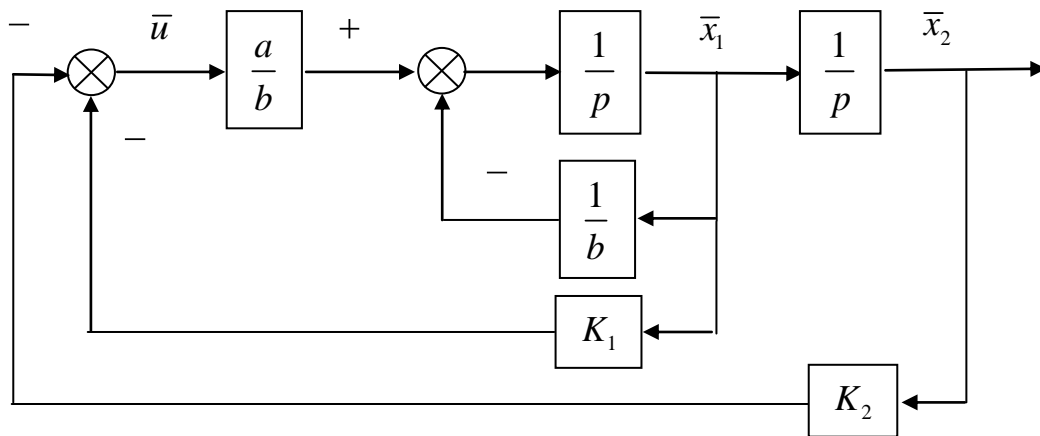 −
u̅
a/b
+
1/p
x̅₁
1/p
x̅₂
−
−
1/b
K₁
K₂